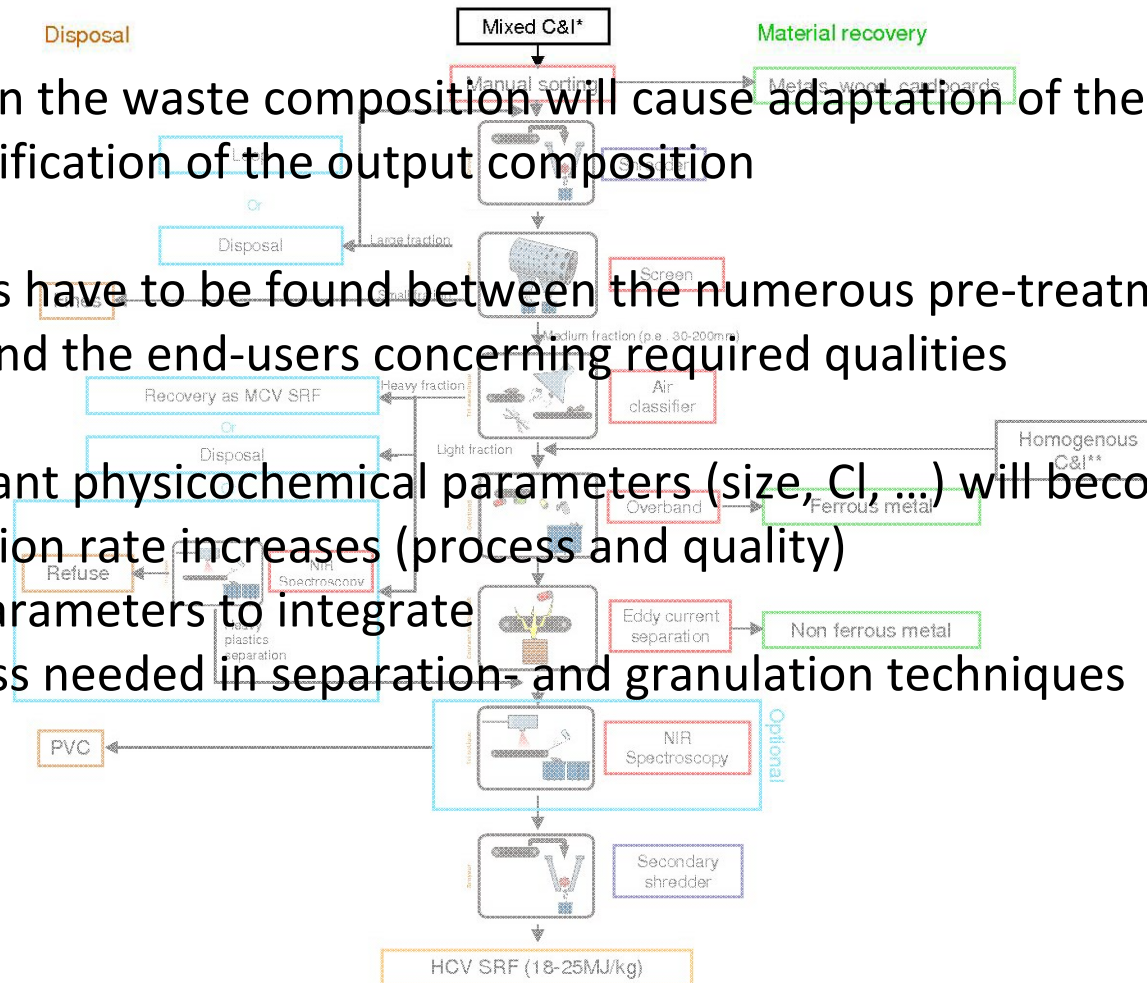 Disposal
Mixed C&I*
Material recovery
Manual sorting
Metals, wood, cardboards
n the waste composition will cause adaptation of the
ification of the output composition
Or
Disposal
Large fraction
Screen
s have to be found between the numerous pre-treatn
Medium fraction (p.e . 30-200mm)
nd the end-users concerning required qualities
Heavy fraction
Recovery as MCV SRF
Air
classifier
Or
Disposal
Light fraction
Homogenous
C&I**
ant physicochemical parameters (size, Cl, ...) will beco
Overband
Ferrous metal
ion rate increases (process and quality)
Refuse
NIR
Spectroscopy
arameters to integrate
Heavy
plastics
separation
Eddy current
separation
Non ferrous metal
ss needed in separation- and granulation techniques
PVC
NIR
Spectroscopy
Optional
Secondary
shredder
HCV SRF (18-25MJ/kg)